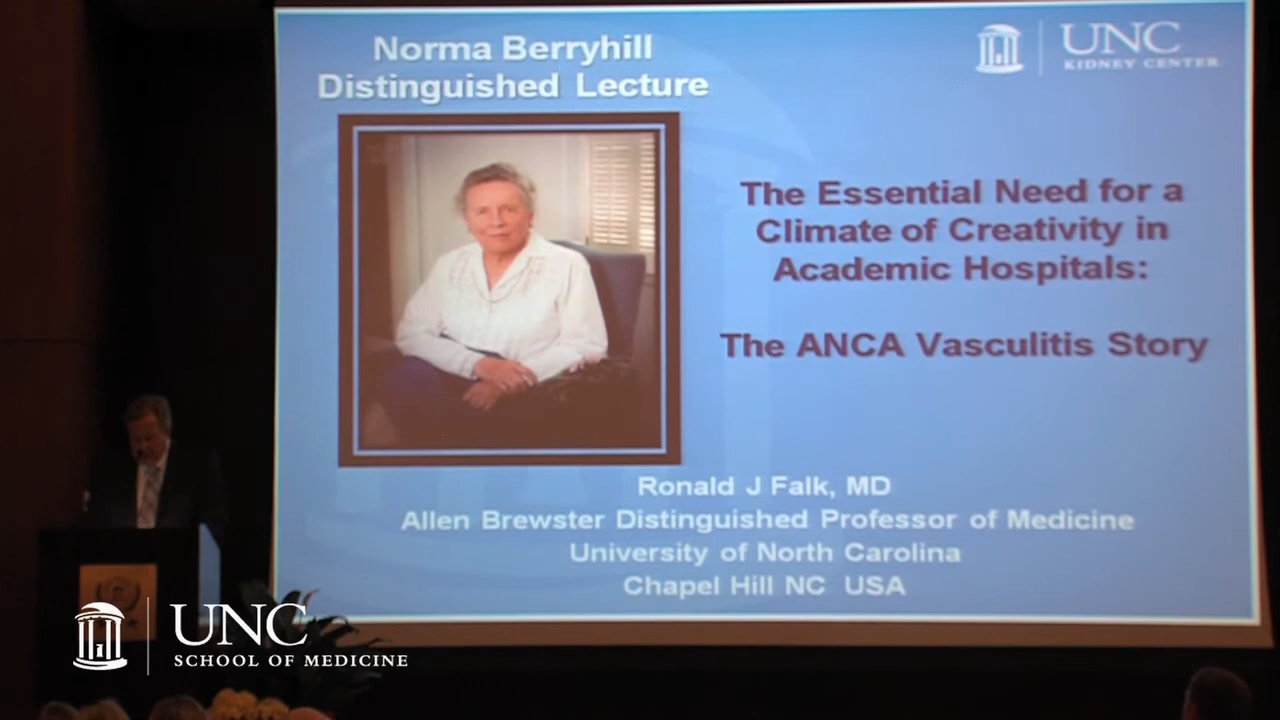 Norma Berryhill
Distinguished Lecture
UNC
KIDNEY CENTER
The Essential Need for a
Climate of Creativity in
Academic Hospitals:
The ANCA Vasculitis Story
Ronald J Falk, MD
Allen Brewster Distinguished Professor of Medicine
University of North Carolina
Chapel Hill NC USA
UNC
SCHOOL OF MEDICINE